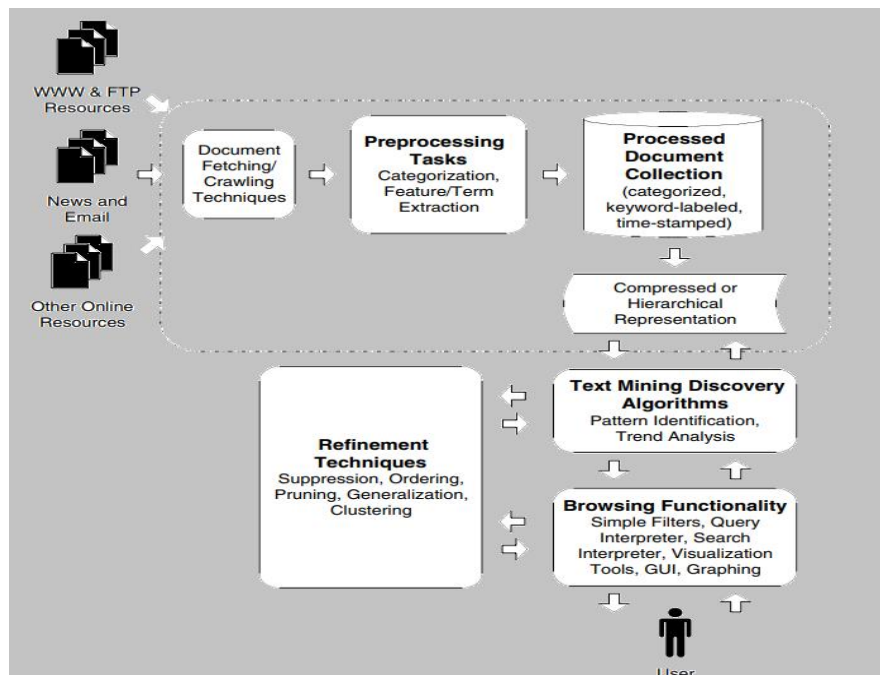 WWW & FTP
Resources
News and
Email
Other Online
Resources
Document
Fetching/
Crawling
Techniques
Preprocessing
Tasks
Categorization,
Feature/Term
Extraction
Processed
Document
Collection
(categorized,
keyword-labeled,
time-stamped)
Compressed or
Hierarchical
Representation
Text Mining Discovery
Algorithms
Pattern Identification,
Trend Analysis
Refinement
Techniques
Suppression, Ordering,
Pruning, Generalization,
Clustering
Browsing Functionality
Simple Filters, Query
Interpreter, Search
Interpreter, Visualization
Tools, GUI, Graphing
User